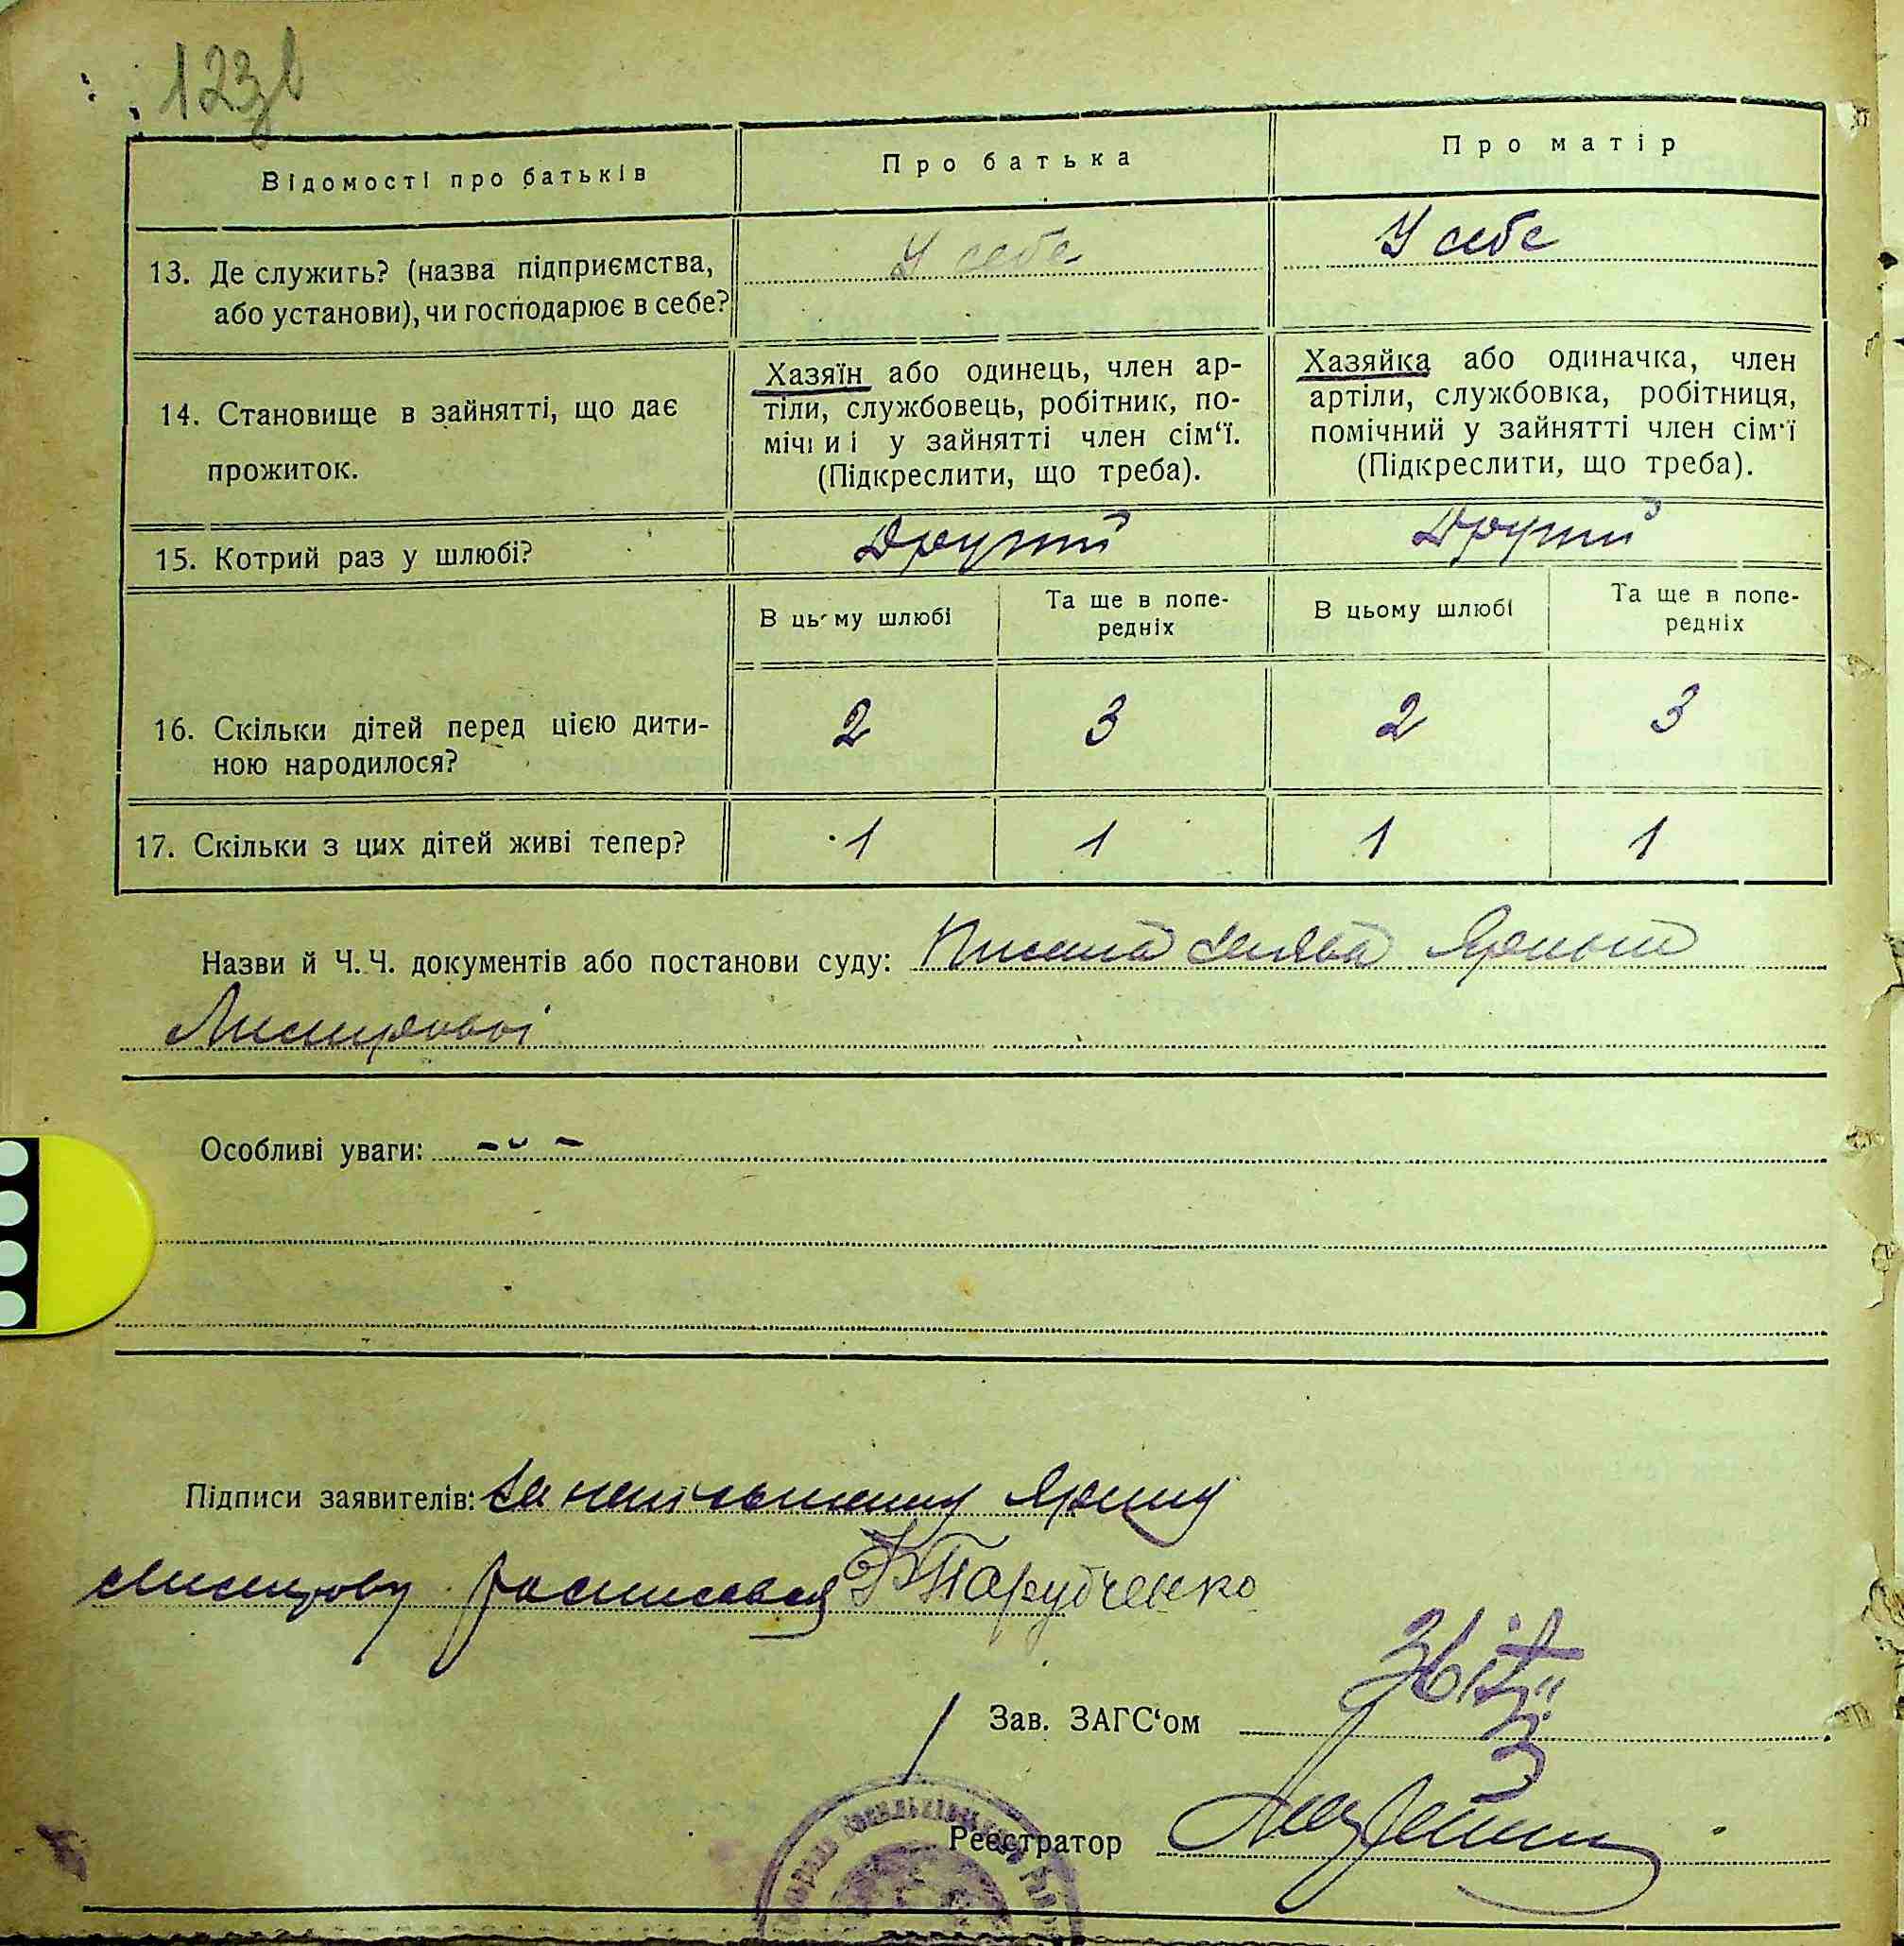 123в
Відомості про батьків
Про батька
Про матір
13. Де служить? (назва підприємства,
або установи), чи господарює в себе?
У себе
У себе
14. Становище в зайнятті, що дає
прожиток.
Хазяїн або одинець, член ар-
тіли, службовець, робітник, по-
мічний у зайнятті член сім‘ї.
(Підкреслити, що треба).
Хазяйка або одиначка, член
артіли, службовка, робітниця,
помічний у зайнятті член сім‘ї
(Підкреслити, що треба).
15. Котрий раз у шлюбі?
Другий
Другий
В цьому шлюбі
Та ще в попе-
редніх
В цьому шлюбі
Та ще в попе-
редніх
16. Скільки дітей перед цією дити-
ною народилося?
2
3
2
3
17. Скільки з цих дітей живі тепер?
1
1
1
1
Назви й Ч.Ч. документів або постанови суду:
Особливі уваги: - " -
Підписи заявителів: За неписьменну Ярину
росписався
Зав. ЗАГС‘ом
Реєстратор